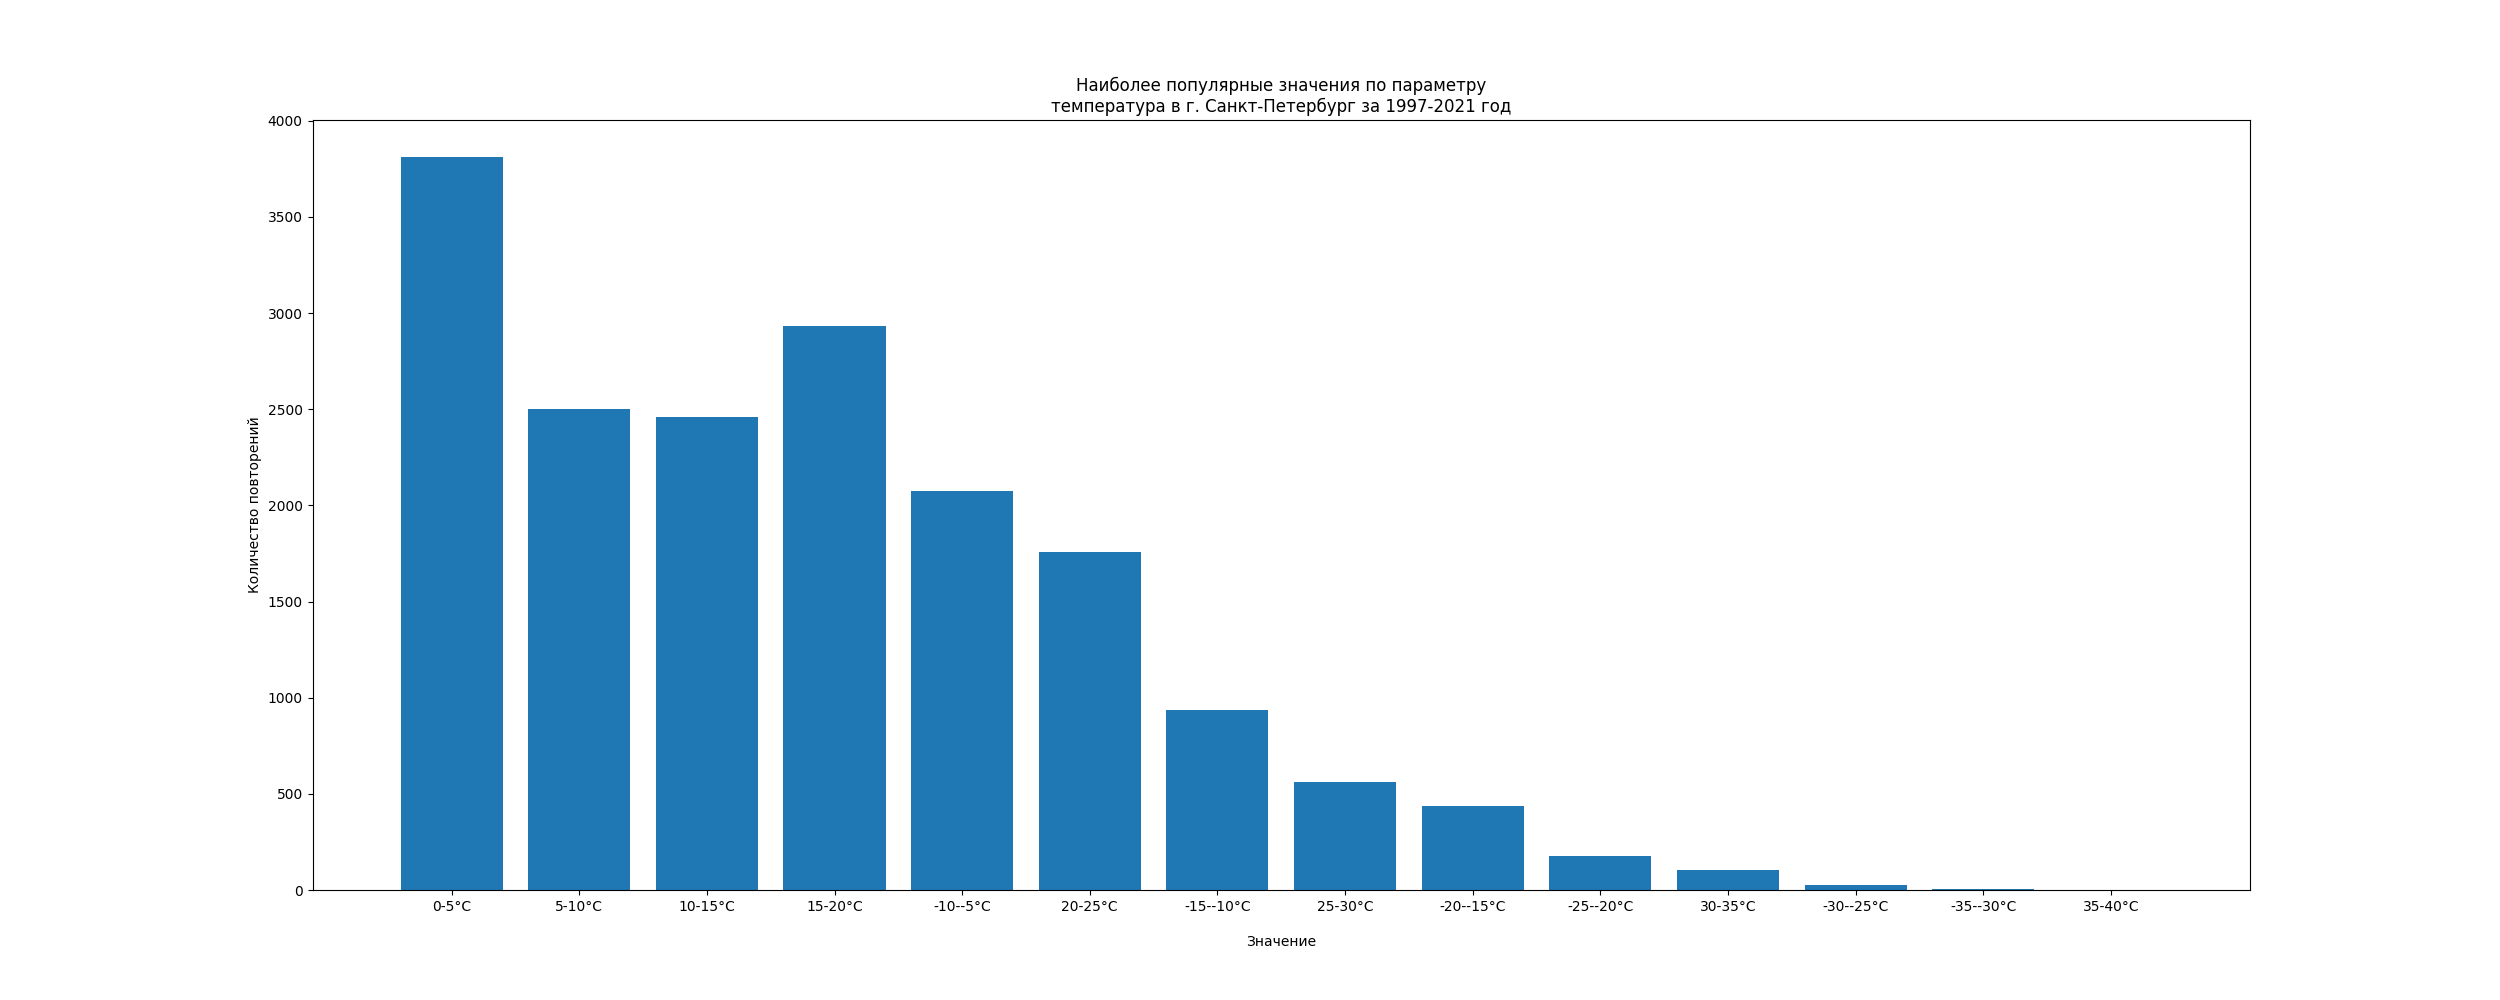 Наиболее популярные значения по параметру
температура в г. Санкт-Петербург за 1997-2021 год
4000
3500
3000
2500
2000
1500
1000
500
0
Количество повторений
0-5°C 5-10°C 10-15°C 15-20°C -10--5°C 20-25°C -15--10°C 25-30°C -20--15°C -25--20°C 30-35°C -30--25°C -35--30°C 35-40°C
Значение